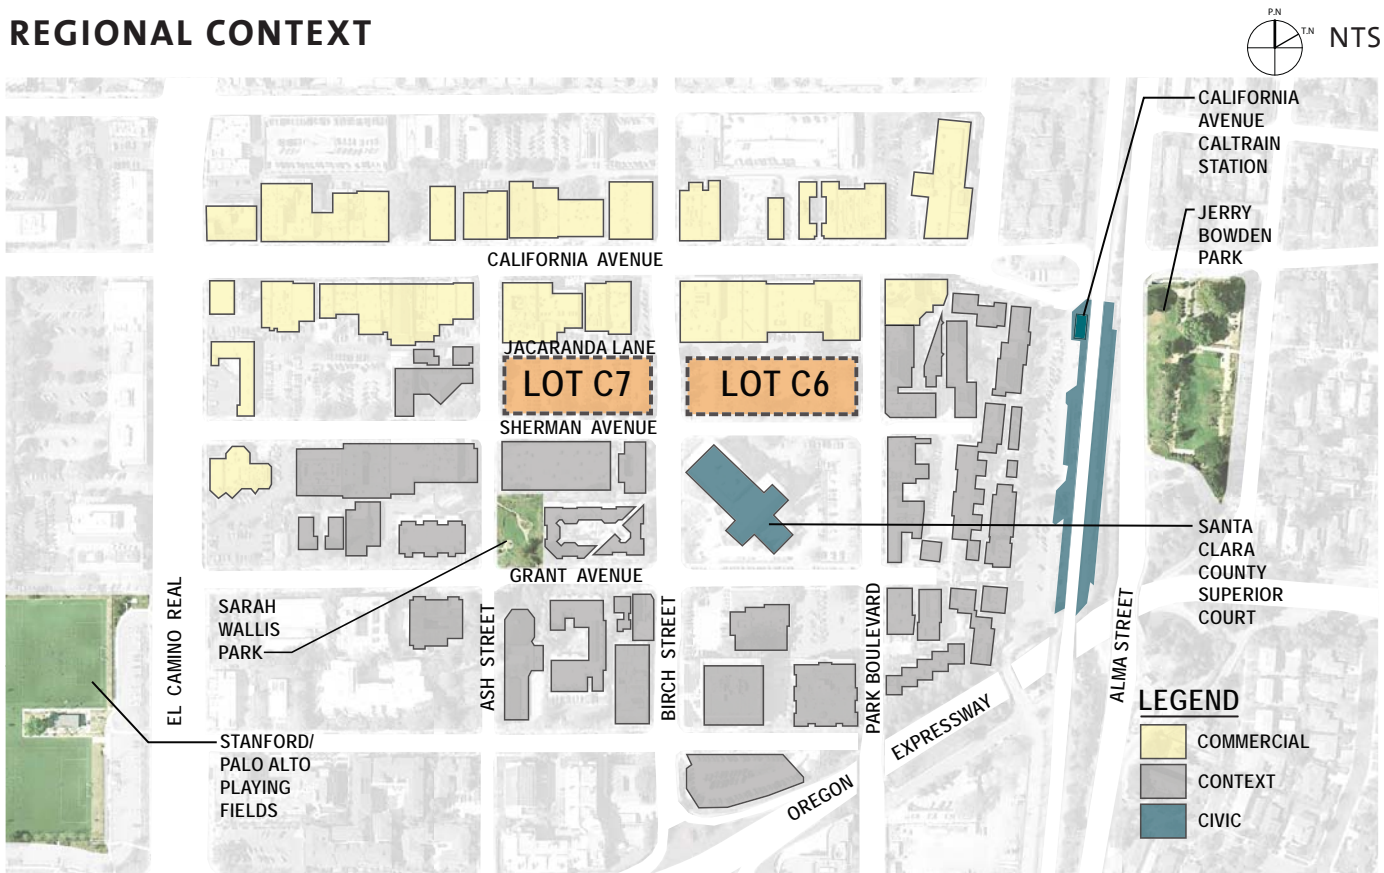 REGIONAL CONTEXT
P.N
T.N
NTS
CALIFORNIA
AVENUE
CALTRAIN
STATION
JERRY
BOWDEN
PARK
CALIFORNIA AVENUE
JACARANDA LANE
LOT C7
LOT C6
SHERMAN AVENUE
SANTA
CLARA
COUNTY
SUPERIOR
COURT
GRANT AVENUE
SARAH
WALLIS
PARK
EL CAMINO REAL
ASH STREET
BIRCH STREET
PARK BOULEVARD
ALMA STREET
OREGON EXPRESSWAY
STANFORD/
PALO ALTO
PLAYING
FIELDS
LEGEND
COMMERCIAL
CONTEXT
CIVIC